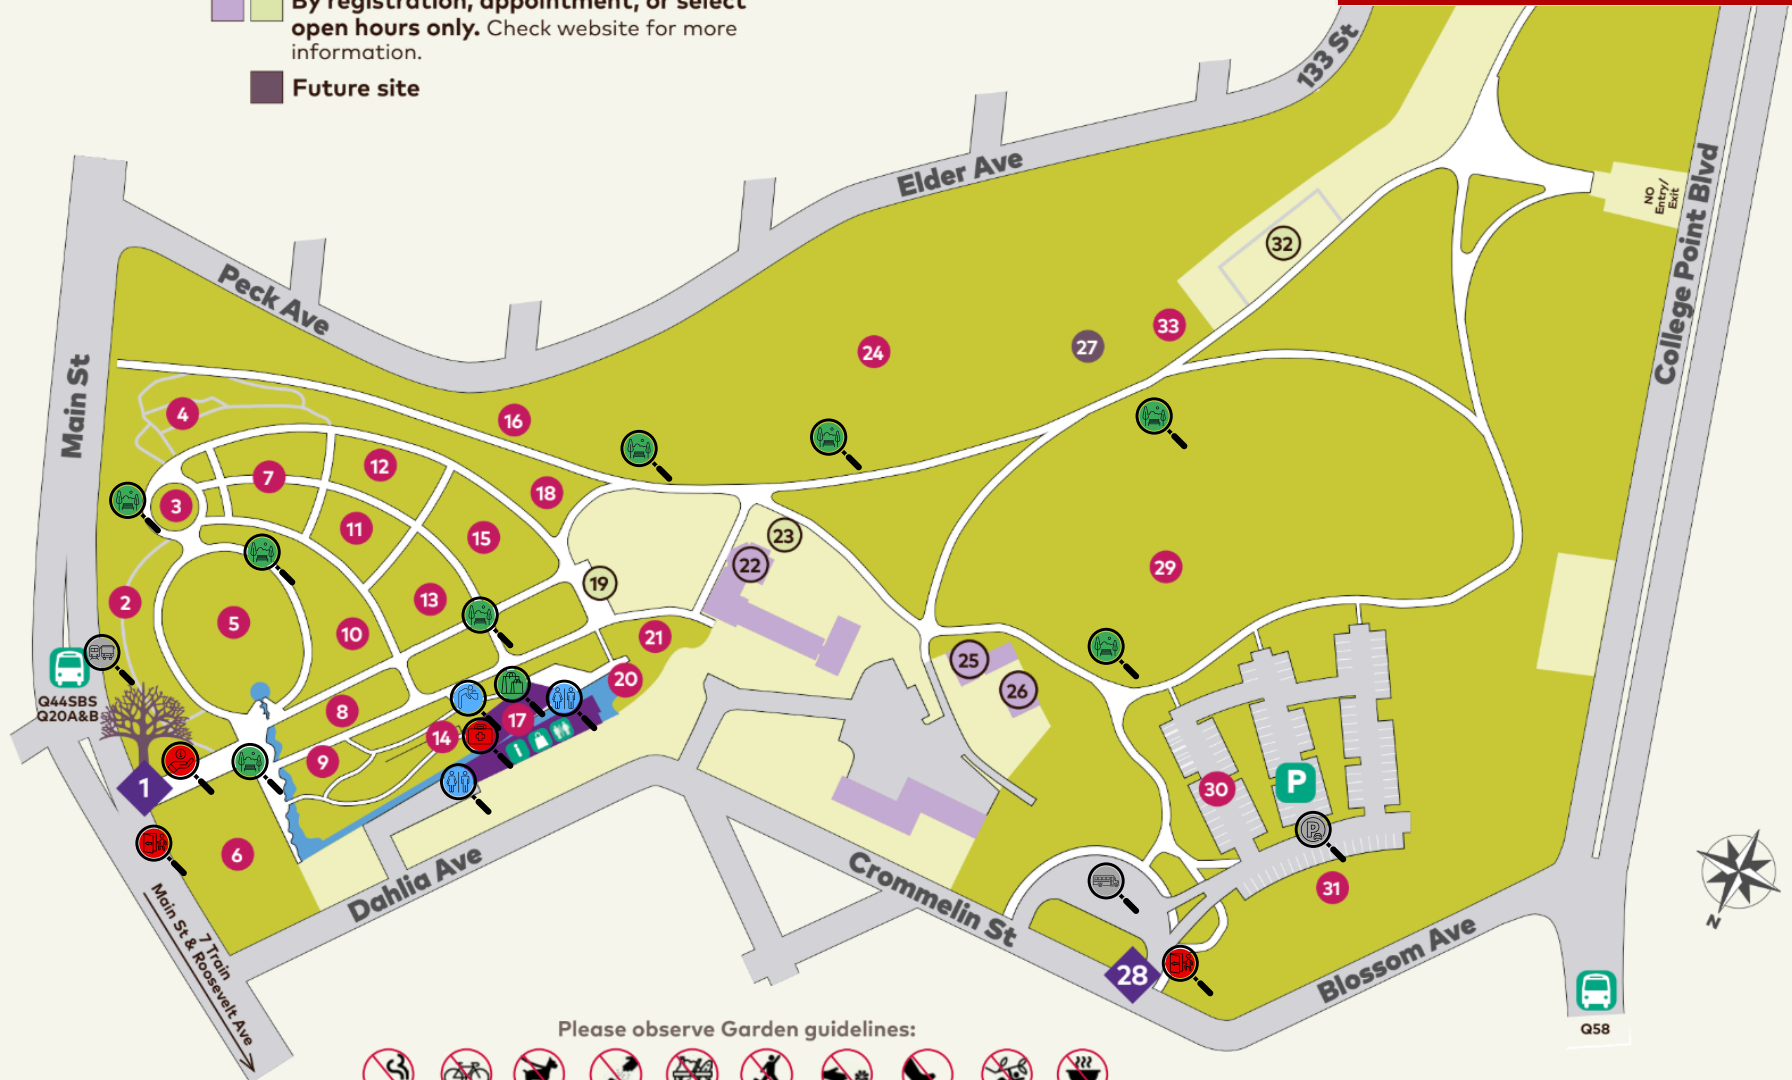 By registration, appointment, or select
open hours only. Check website for more
information.
Future site
133 St
Elder Ave
Peck Ave
Main St
College Point Blvd
NO
Entry/
Exit
32
33
27
24
4
16
12
7
18
3
11
15
23
22
19
29
2
13
5
10
21
25
26
20
8
17
14
9
Q44SBS
Q20A&B
1
P
30
6
31
Dahlia Ave
Crommelin St
28
Blossom Ave
7 Train
Main St & Roosevelt Ave
N
Q58
Please observe Garden guidelines: